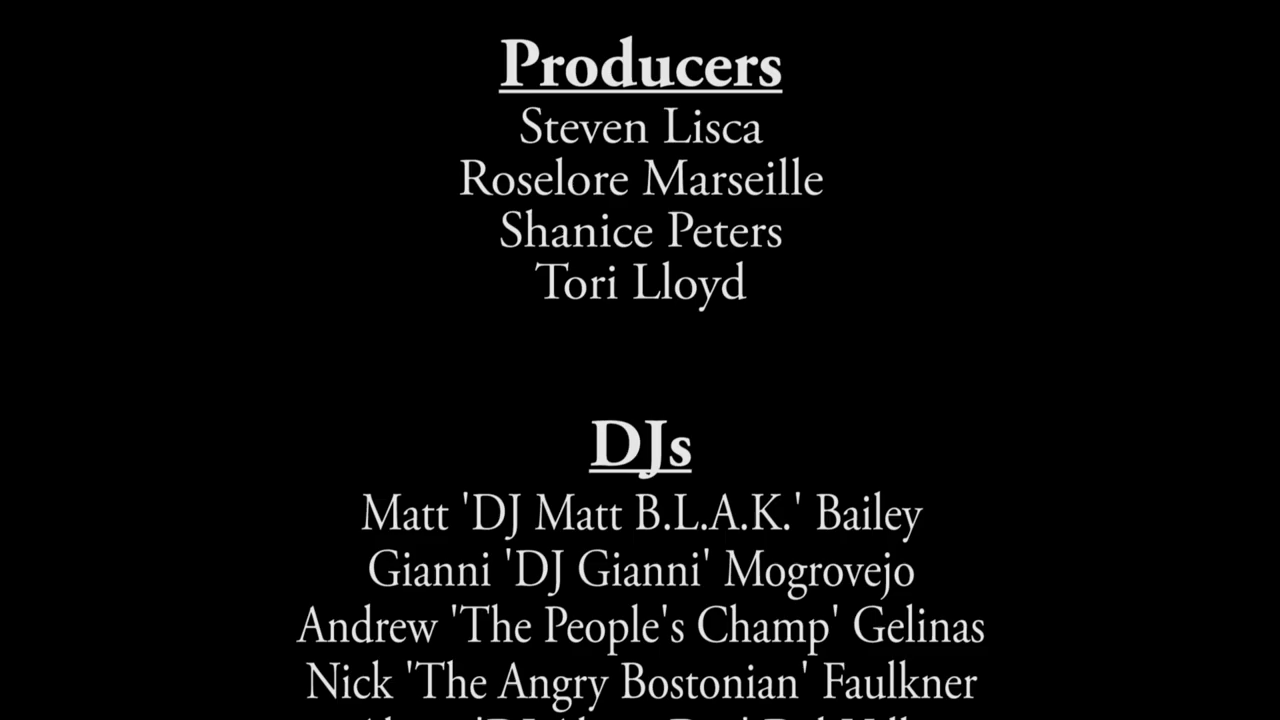 Producers
Steven Lisca
Roselore Marseille
Shanice Peters
Tori Lloyd
DJs
Matt 'DJ Matt B.L.A.K.' Bailey
Gianni 'DJ Gianni' Mogrovejo
Andrew 'The People's Champ' Gelinas
Nick 'The Angry Bostonian' Faulkner